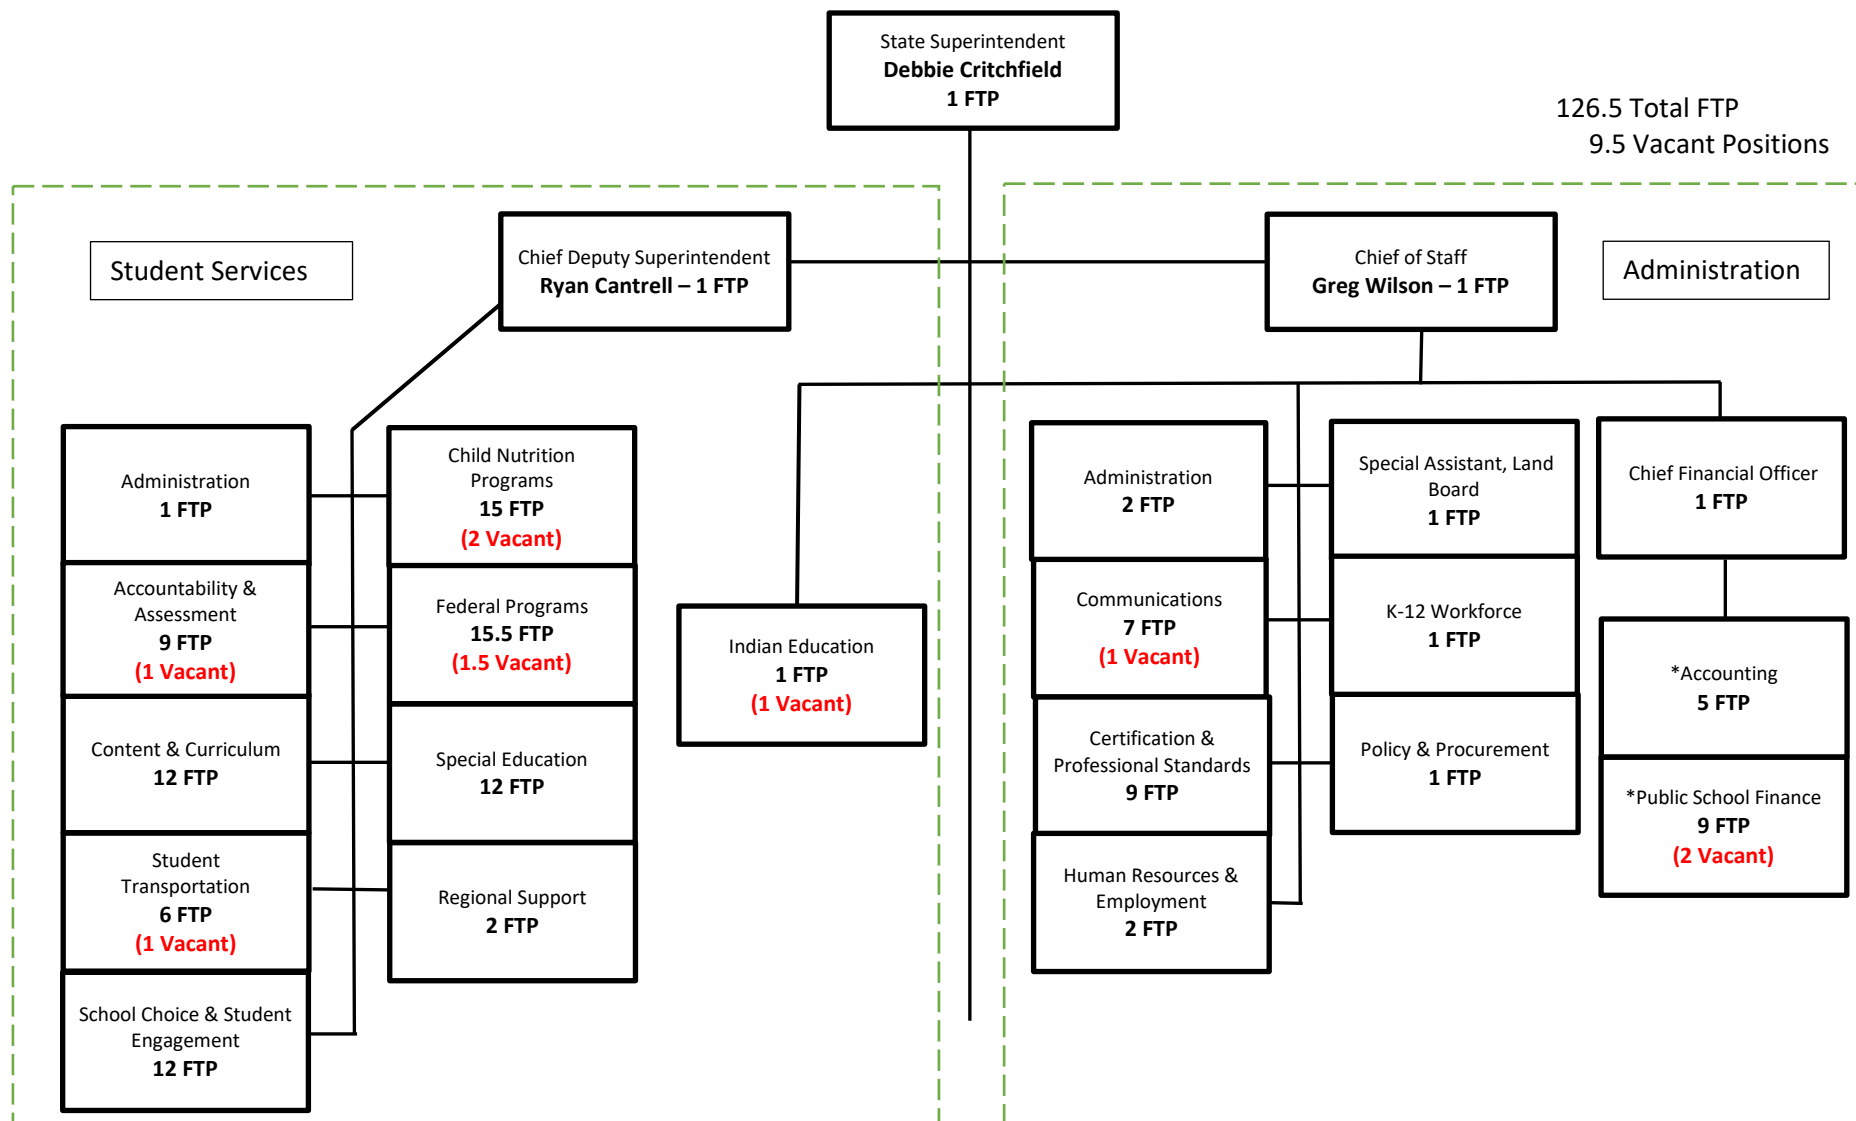 State Superintendent
Debbie Critchfield
1 FTP
126.5 Total FTP
9.5 Vacant Positions
Student Services
Chief Deputy Superintendent
Ryan Cantrell – 1 FTP
Chief of Staff
Greg Wilson – 1 FTP
Administration
Administration
1 FTP
Accountability &
Assessment
9 FTP
(1 Vacant)
Content & Curriculum
12 FTP
Student
Transportation
6 FTP
(1 Vacant)
School Choice & Student
Engagement
12 FTP
Child Nutrition
Programs
15 FTP
(2 Vacant)
Federal Programs
15.5 FTP
(1.5 Vacant)
Special Education
12 FTP
Regional Support
2 FTP
Indian Education
1 FTP
(1 Vacant)
Administration
2 FTP
Communications
7 FTP
(1 Vacant)
Certification &
Professional Standards
9 FTP
Human Resources &
Employment
2 FTP
Special Assistant, Land
Board
1 FTP
K-12 Workforce
1 FTP
Policy & Procurement
1 FTP
Chief Financial Officer
1 FTP
*Accounting
5 FTP
*Public School Finance
9 FTP
(2 Vacant)